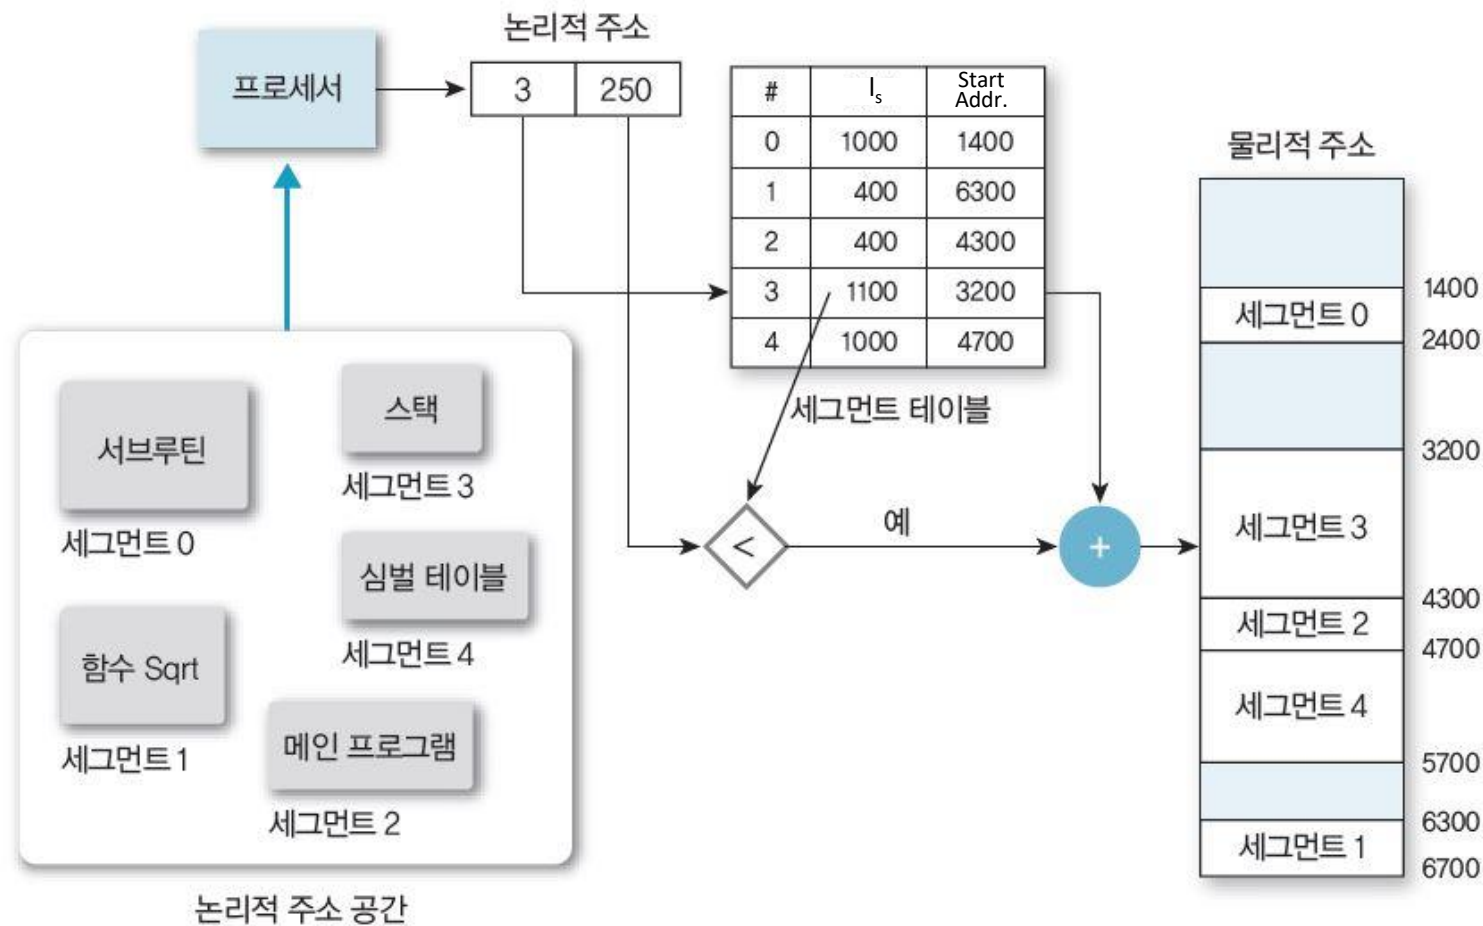 논리적 주소
프로세서
3 250
# ls Start Addr.
0 1000 1400
1 400 6300
2 400 4300
3 1100 3200
4 1000 4700
세그먼트 테이블
<
예
+
물리적 주소
1400
세그먼트 0
2400
3200
세그먼트 3
4300
세그먼트 2
4700
세그먼트 4
5700
6300
세그먼트 1
6700
서브루틴
세그먼트 0
스택
세그먼트 3
심벌 테이블
세그먼트 4
함수 Sqrt
세그먼트 1
메인 프로그램
세그먼트 2
논리적 주소 공간